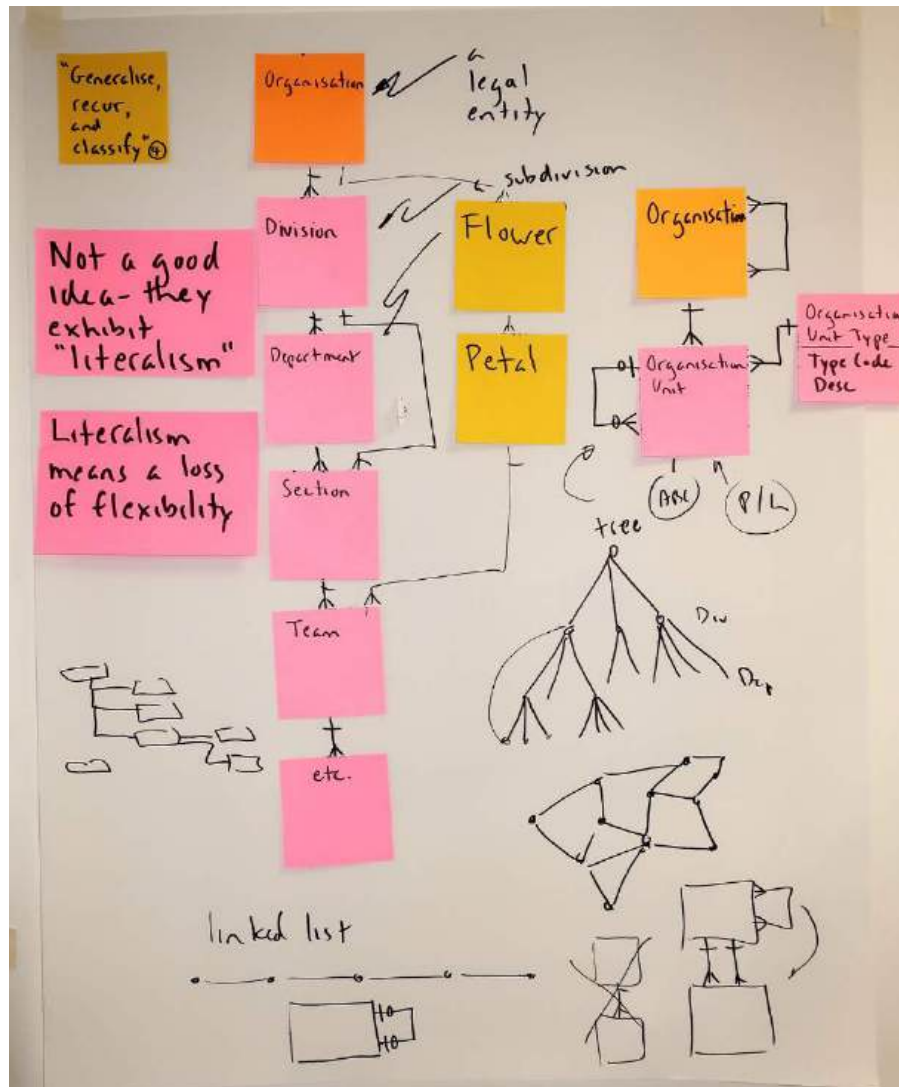 "Generalise,
recur,
and
classify" ④
Organisation
a
legal
entity
Division
subdivision
Flower
Organisation
Not a good
idea- they
exhibit
"literalism"
Department
Petal
Organisation
Unit
Organisation
Unit Type
Type Code
Desc
Literalism
means a loss
of flexibility
Section
P/L
tree
Team
Div
etc.
linked list